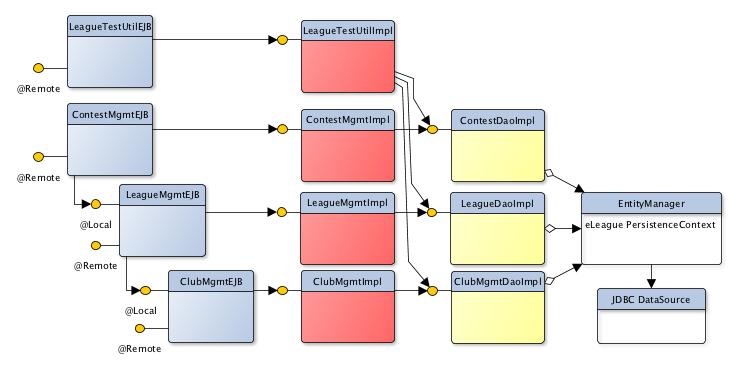 LeagueTestUtilEJB
LeagueTestUtilImpl
@Remote
ContestMgmtEJB
ContestMgmtImpl
ContestDaoImpl
@Remote
LeagueMgmtEJB
LeagueMgmtImpl
LeagueDaoImpl
EntityManager
@Local
eLeague PersistenceContext
@Remote
ClubMgmtEJB
ClubMgmtImpl
ClubMgmtDaoImpl
@Local
JDBC DataSource
@Remote